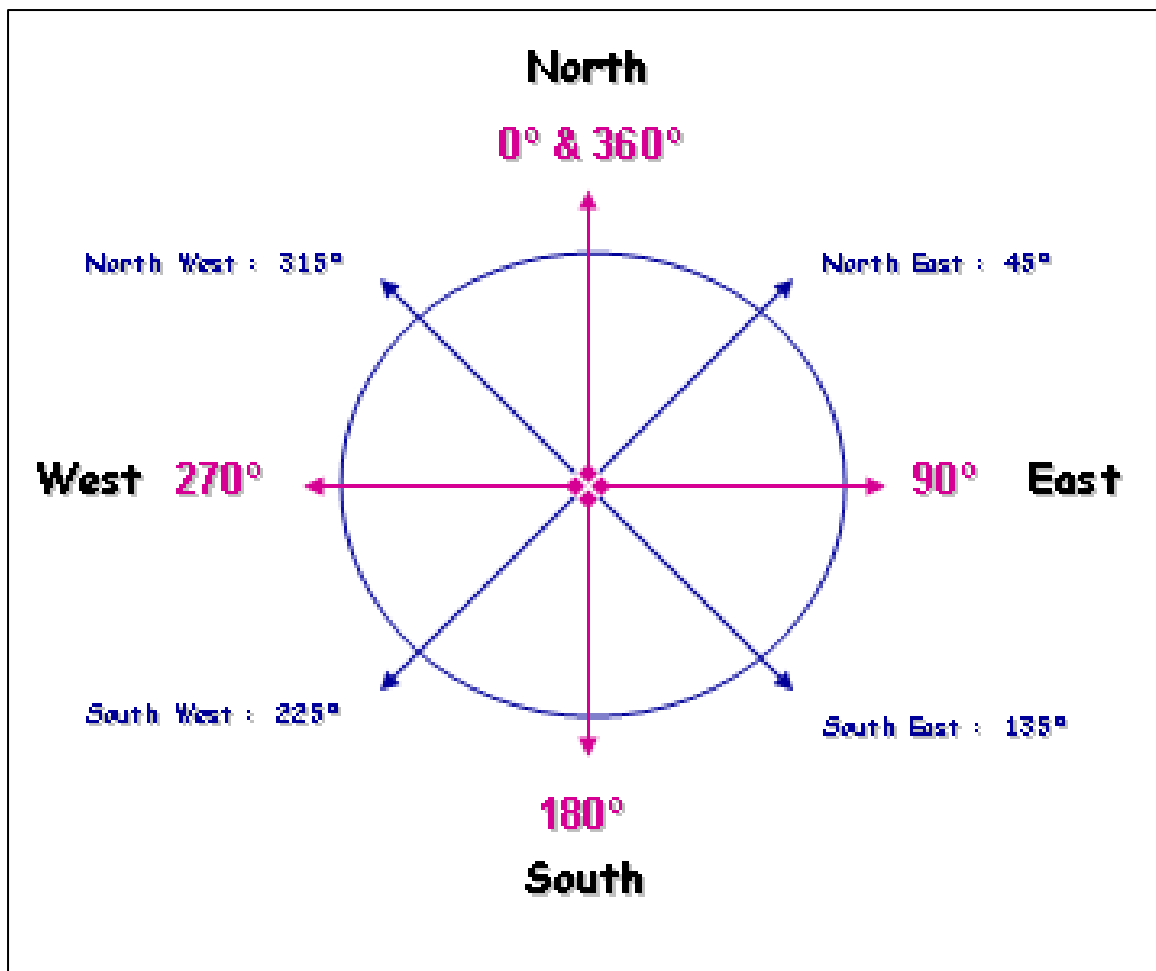 North
0° & 360°
North West : 315°
North East : 45°
West 270°
90° East
South West : 225°
South East : 135°
180°
South